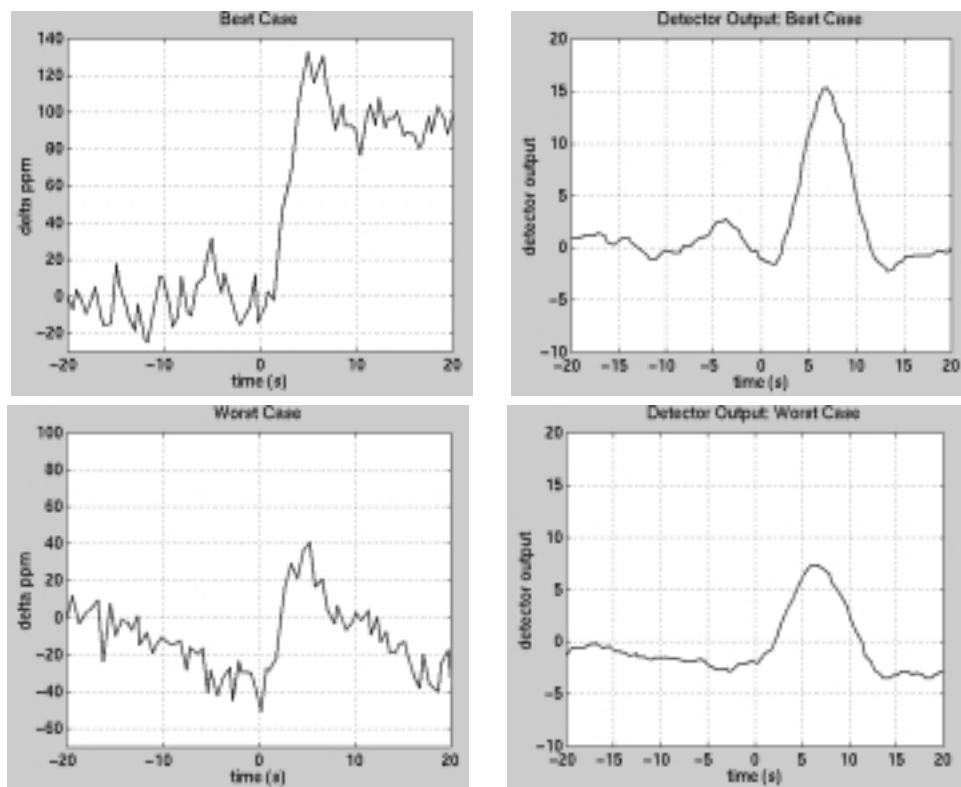 Best Case
140
120
100
80
60
40
20
0
−20
delta ppm
−20 −10 0 10 20
time (s)
Detector Output: Best Case
20
15
10
5
0
−5
−10
detector output
−20 −15 −10 −5 0 5 10 15 20
time (s)
Worst Case
100
80
60
40
20
0
−20
−40
−60
delta ppm
−20 −10 0 10 20
time (s)
Detector Output: Worst Case
20
15
10
5
0
−5
−10
detector output
−20 −15 −10 −5 0 5 10 15 20
time (s)